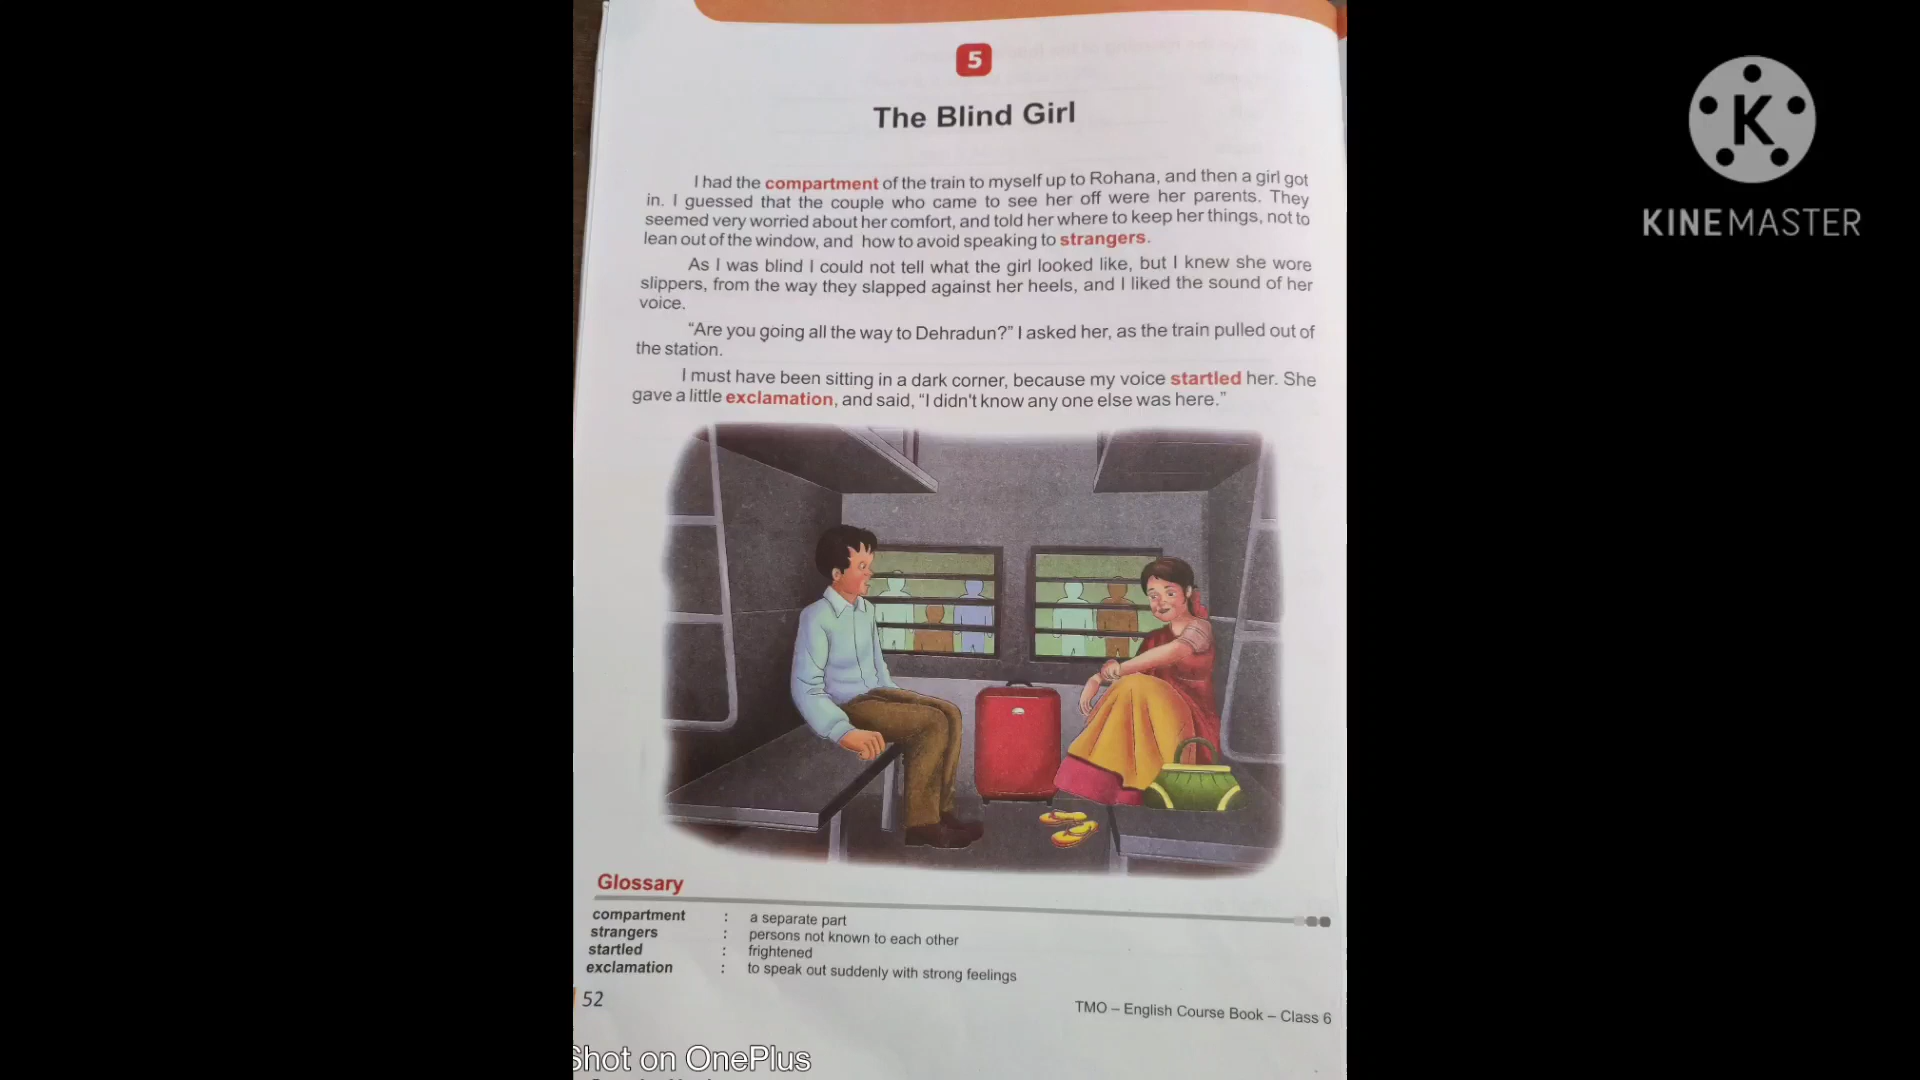 5
The Blind Girl
I had the compartment of the train to myself up to Rohana, and then a girl got
in. I guessed that the couple who came to see her off were her parents. They
seemed very worried about her comfort, and told her where to keep her things, not to
lean out of the window, and how to avoid speaking to strangers.
As I was blind I could not tell what the girl looked like, but I knew she wore
slippers, from the way they slapped against her heels, and I liked the sound of her
voice.
“Are you going all the way to Dehradun?” I asked her, as the train pulled out of
the station.
I must have been sitting in a dark corner, because my voice startled her. She
gave a little exclamation, and said, “I didn't know any one else was here.”
Glossary
compartment : a separate part
strangers : persons not known to each other
startled : frightened
exclamation : to speak out suddenly with strong feelings
52
TMO – English Course Book – Class 6
Shot on OnePlus
K
KINEMASTER